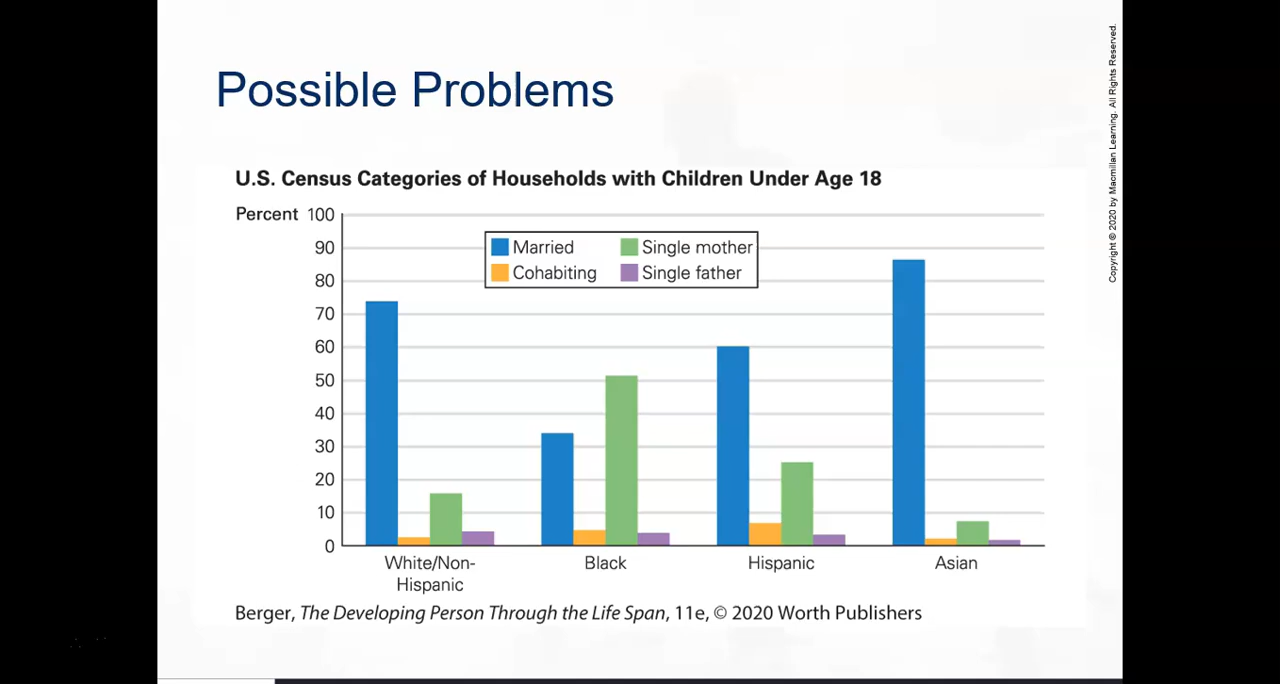 Possible Problems
U.S. Census Categories of Households with Children Under Age 18
Percent 100
90
80
70
60
50
40
30
20
10
0
Married
Single mother
Cohabiting
Single father
White/Non-
Hispanic
Black
Hispanic
Asian
Berger, The Developing Person Through the Life Span, 11e, © 2020 Worth Publishers
Copyright © 2020 by Macmillan Learning. All Rights Reserved.